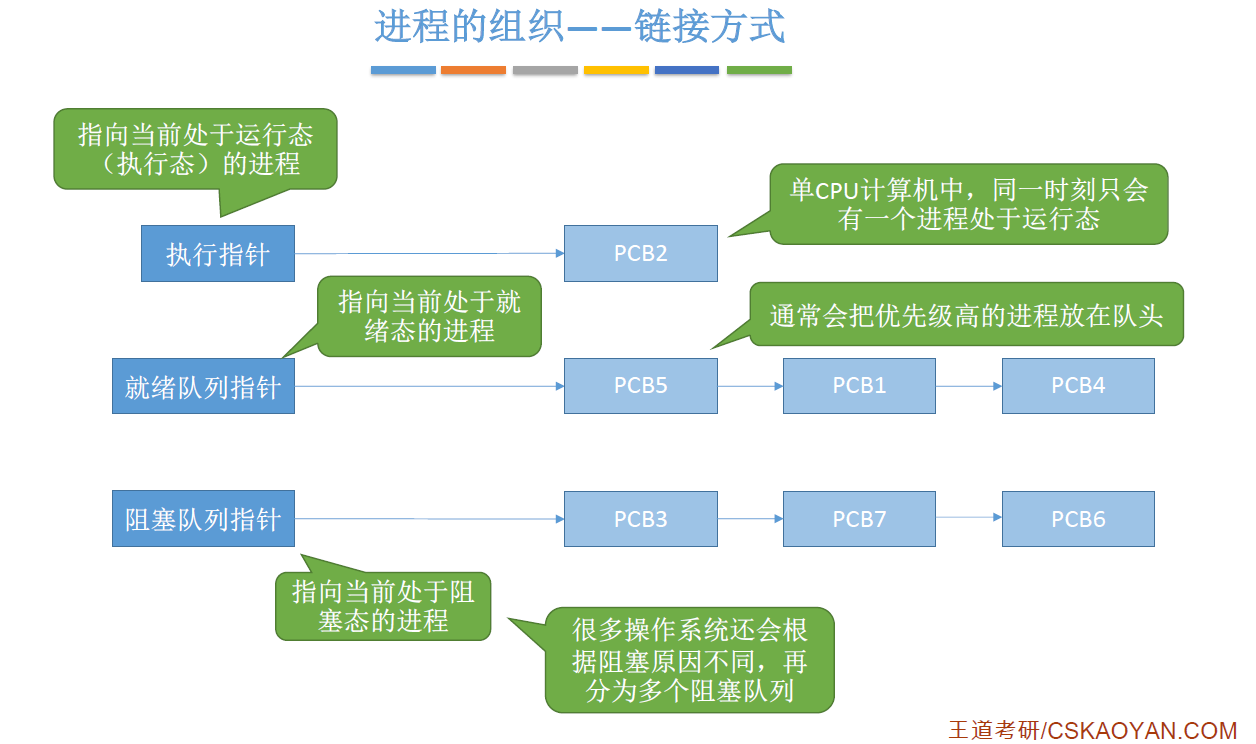 进程的组织——链接方式
指向当前处于运行态
（执行态）的进程
单CPU计算机中，同一时刻只会
有一个进程处于运行态
执行指针
PCB2
指向当前处于就
绪态的进程
通常会把优先级高的进程放在队头
就绪队列指针
PCB5
PCB1
PCB4
阻塞队列指针
PCB3
PCB7
PCB6
指向当前处于阻
塞态的进程
很多操作系统还会根
据阻塞原因不同，再
分为多个阻塞队列
王道考研/CSKAOYAN.COM